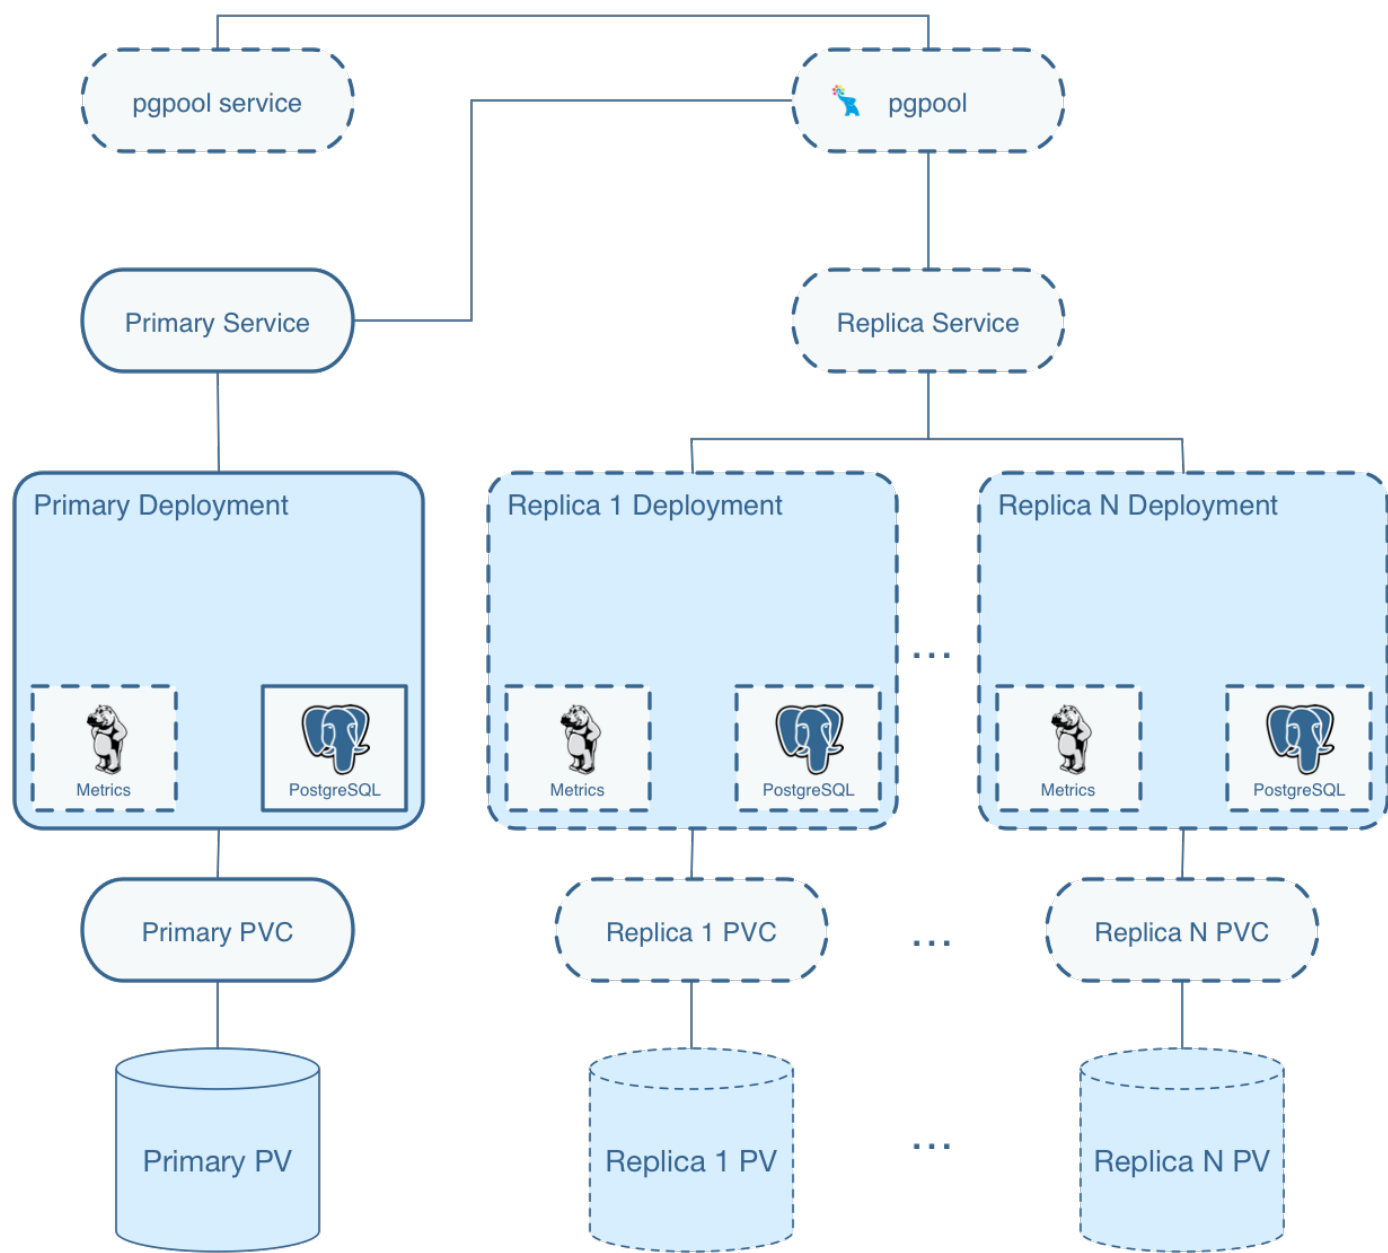 pgpool service
pgpool
Primary Service
Replica Service
Primary Deployment
Replica 1 Deployment
Replica N Deployment
...
Metrics
PostgreSQL
Metrics
PostgreSQL
Metrics
PostgreSQL
Primary PVC
Replica 1 PVC
...
Replica N PVC
Primary PV
Replica 1 PV
...
Replica N PV